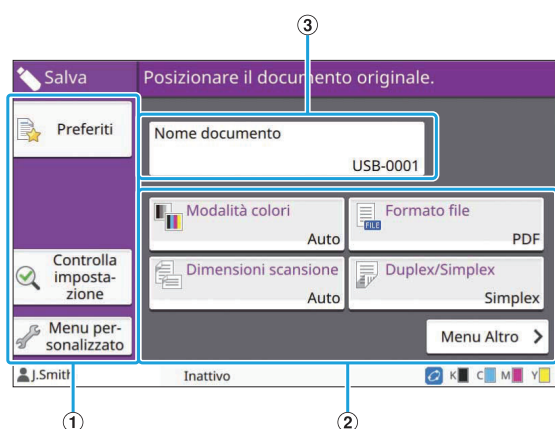 ③
Salva
Posizionare il documento originale.
Preferiti
Nome documento
USB-0001
Modalità colori
Auto
Formato file
FILE
PDF
Dimensioni scansione
Auto
Duplex/Simplex
Simplex
Controlla
imposta-
zione
Menu per-
sonalizzato
Menu Altro
J.Smith
Inattivo
K C M Y
①
②